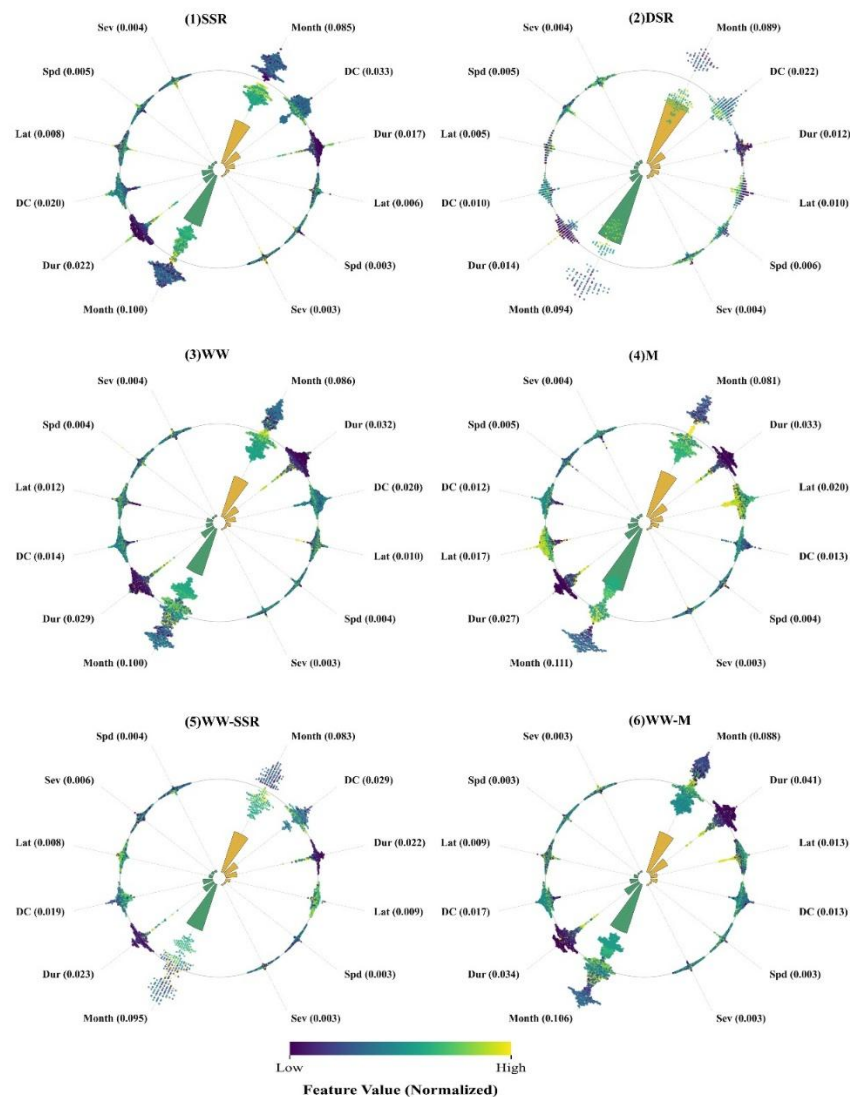 (1)SSR
Sev (0.004)
Month (0.085)
Spd (0.005)
DC (0.033)
Lat (0.008)
Dur (0.017)
DC (0.020)
Lat (0.006)
Dur (0.022)
Spd (0.003)
Month (0.100)
Sev (0.003)
(2)DSR
Sev (0.004)
Month (0.089)
Spd (0.005)
DC (0.022)
Lat (0.005)
Dur (0.012)
DC (0.010)
Lat (0.010)
Dur (0.014)
Spd (0.006)
Month (0.094)
Sev (0.004)
(3)WW
Sev (0.004)
Month (0.086)
Spd (0.004)
Dur (0.032)
Lat (0.012)
DC (0.020)
DC (0.014)
Lat (0.010)
Dur (0.029)
Spd (0.004)
Month (0.100)
Sev (0.003)
(4)M
Sev (0.004)
Month (0.081)
Spd (0.005)
Dur (0.033)
DC (0.012)
Lat (0.020)
Lat (0.017)
DC (0.013)
Dur (0.027)
Spd (0.004)
Month (0.111)
Sev (0.003)
(5)WW-SSR
Spd (0.004)
Month (0.083)
Sev (0.006)
DC (0.029)
Lat (0.008)
Dur (0.022)
DC (0.019)
Lat (0.009)
Dur (0.023)
Spd (0.003)
Month (0.095)
Sev (0.003)
(6)WW-M
Sev (0.003)
Month (0.088)
Spd (0.003)
Dur (0.041)
Lat (0.009)
Lat (0.013)
DC (0.017)
DC (0.013)
Dur (0.034)
Spd (0.003)
Month (0.106)
Sev (0.003)
Low
High
Feature Value (Normalized)